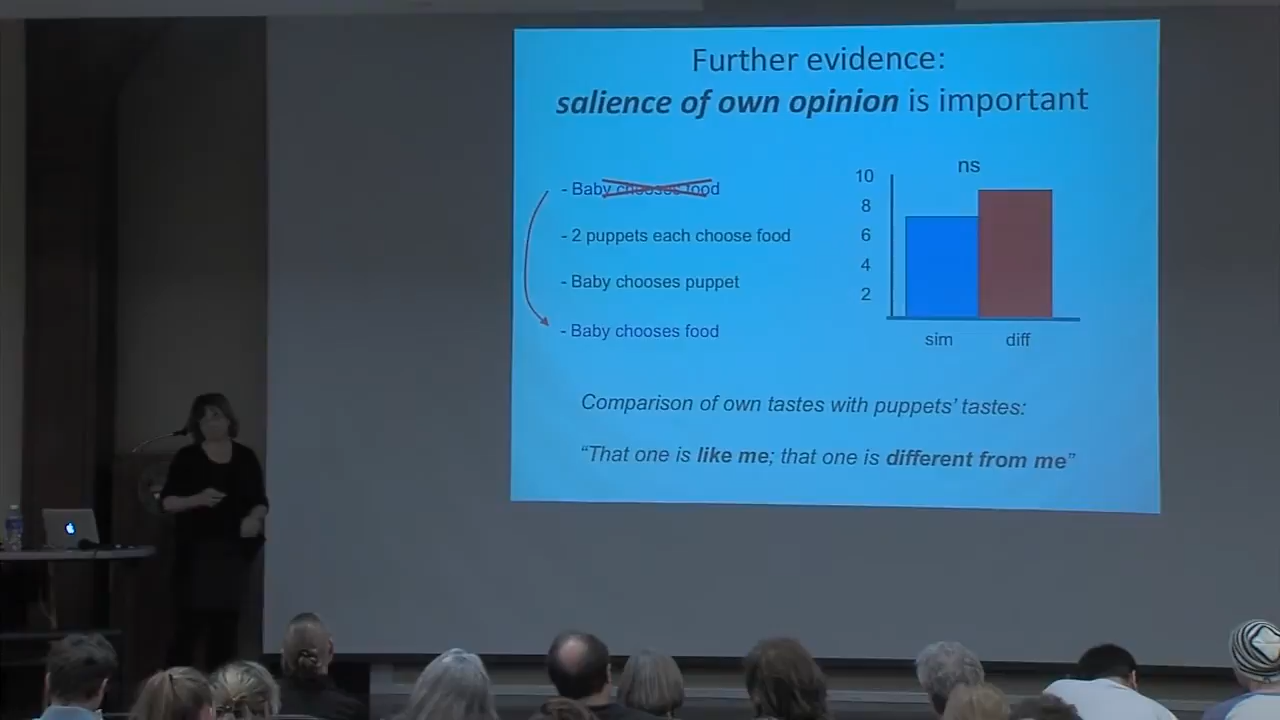 Further evidence:
salience of own opinion is important
- Baby chooses food
- 2 puppets each choose food
- Baby chooses puppet
- Baby chooses food
ns
10
8
6
4
2
sim diff
Comparison of own tastes with puppets' tastes:
“That one is like me; that one is different from me”